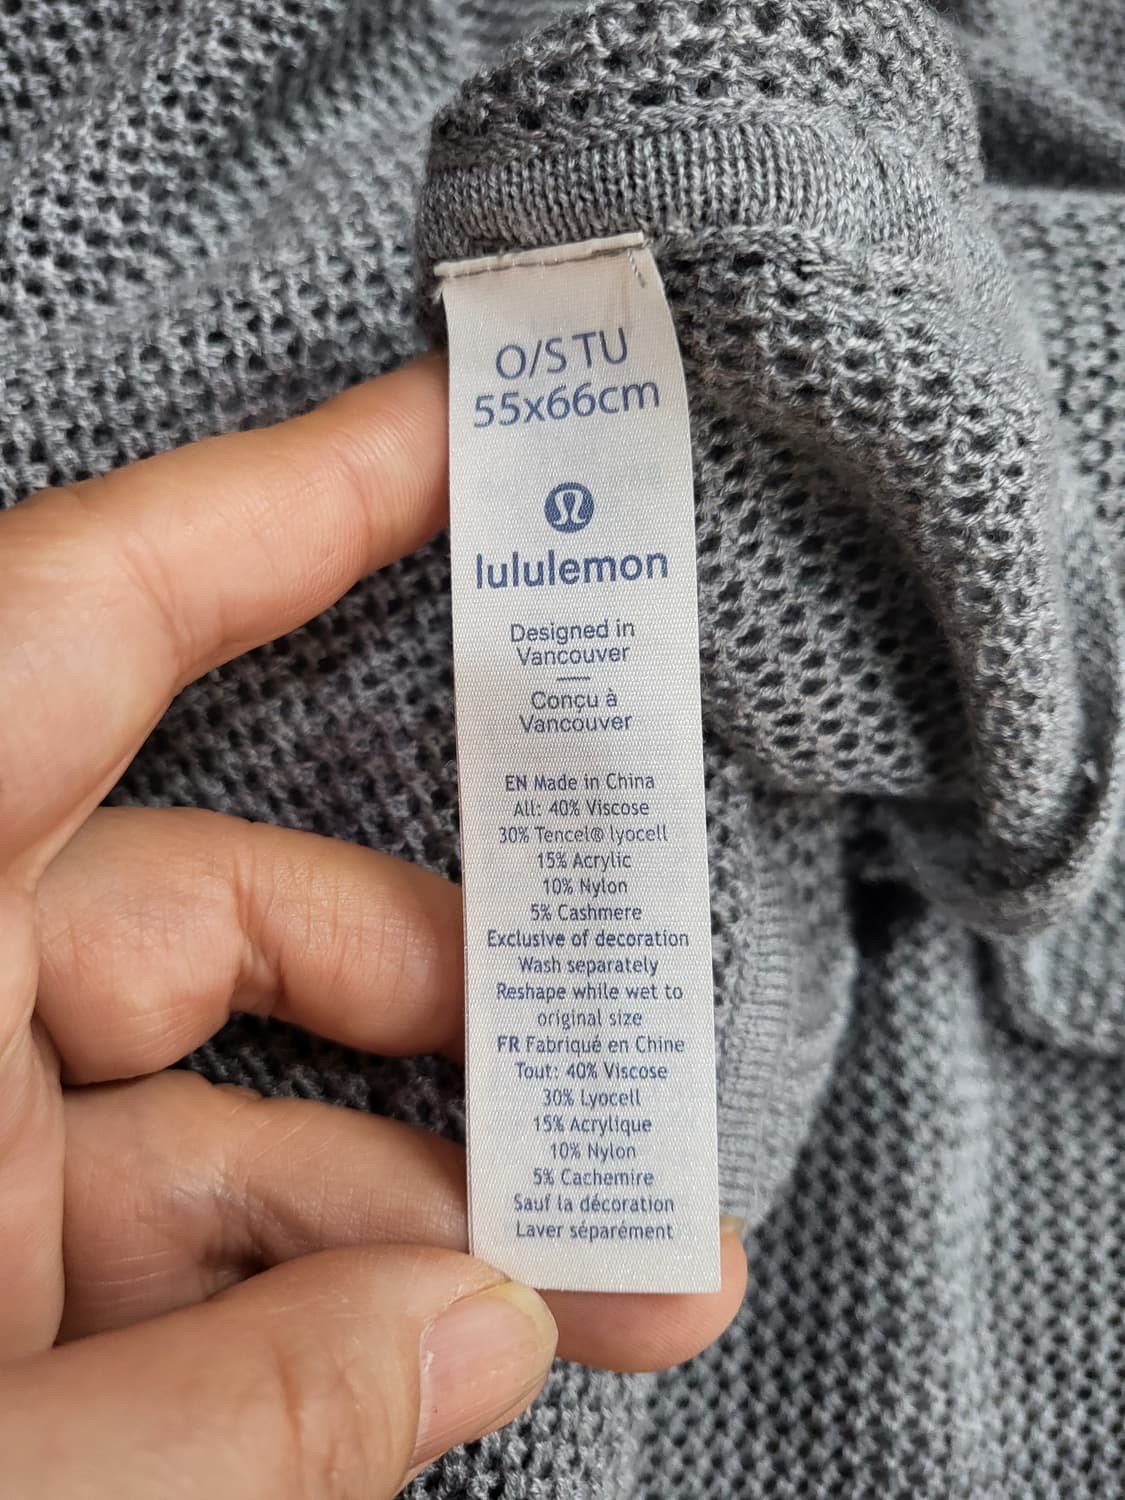 O/S TU
55x66cm
lululemon
Designed in
Vancouver
Conçu à
Vancouver
EN Made in China
All: 40% Viscose
30% Tencel® lyocell
15% Acrylic
10% Nylon
5% Cashmere
Exclusive of decoration
Wash separately
Reshape while wet to
original size
FR Fabriqué en Chine
Tout: 40% Viscose
30% Lyocell
15% Acrylique
10% Nylon
5% Cachemire
Sauf la décoration
Laver séparément